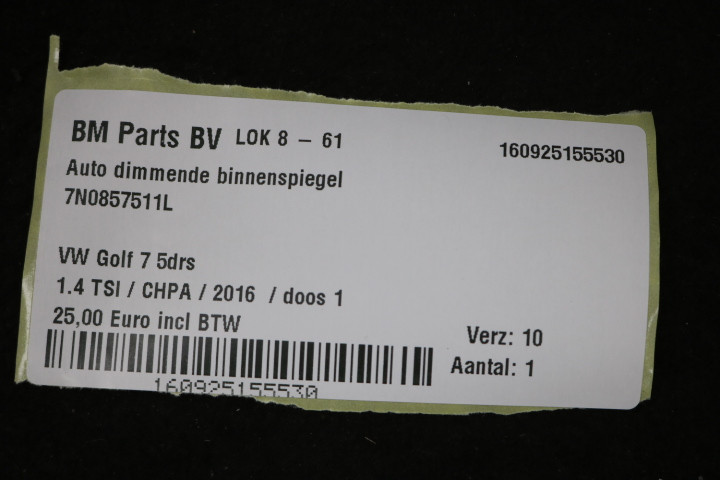 BM Parts BV LOK 8 – 61
160925155530
Auto dimmende binnenspiegel
7N0857511L
VW Golf 7 5drs
1.4 TSI / CHPA / 2016 / doos 1
25,00 Euro incl BTW
Verz: 10
Aantal: 1
160925155530